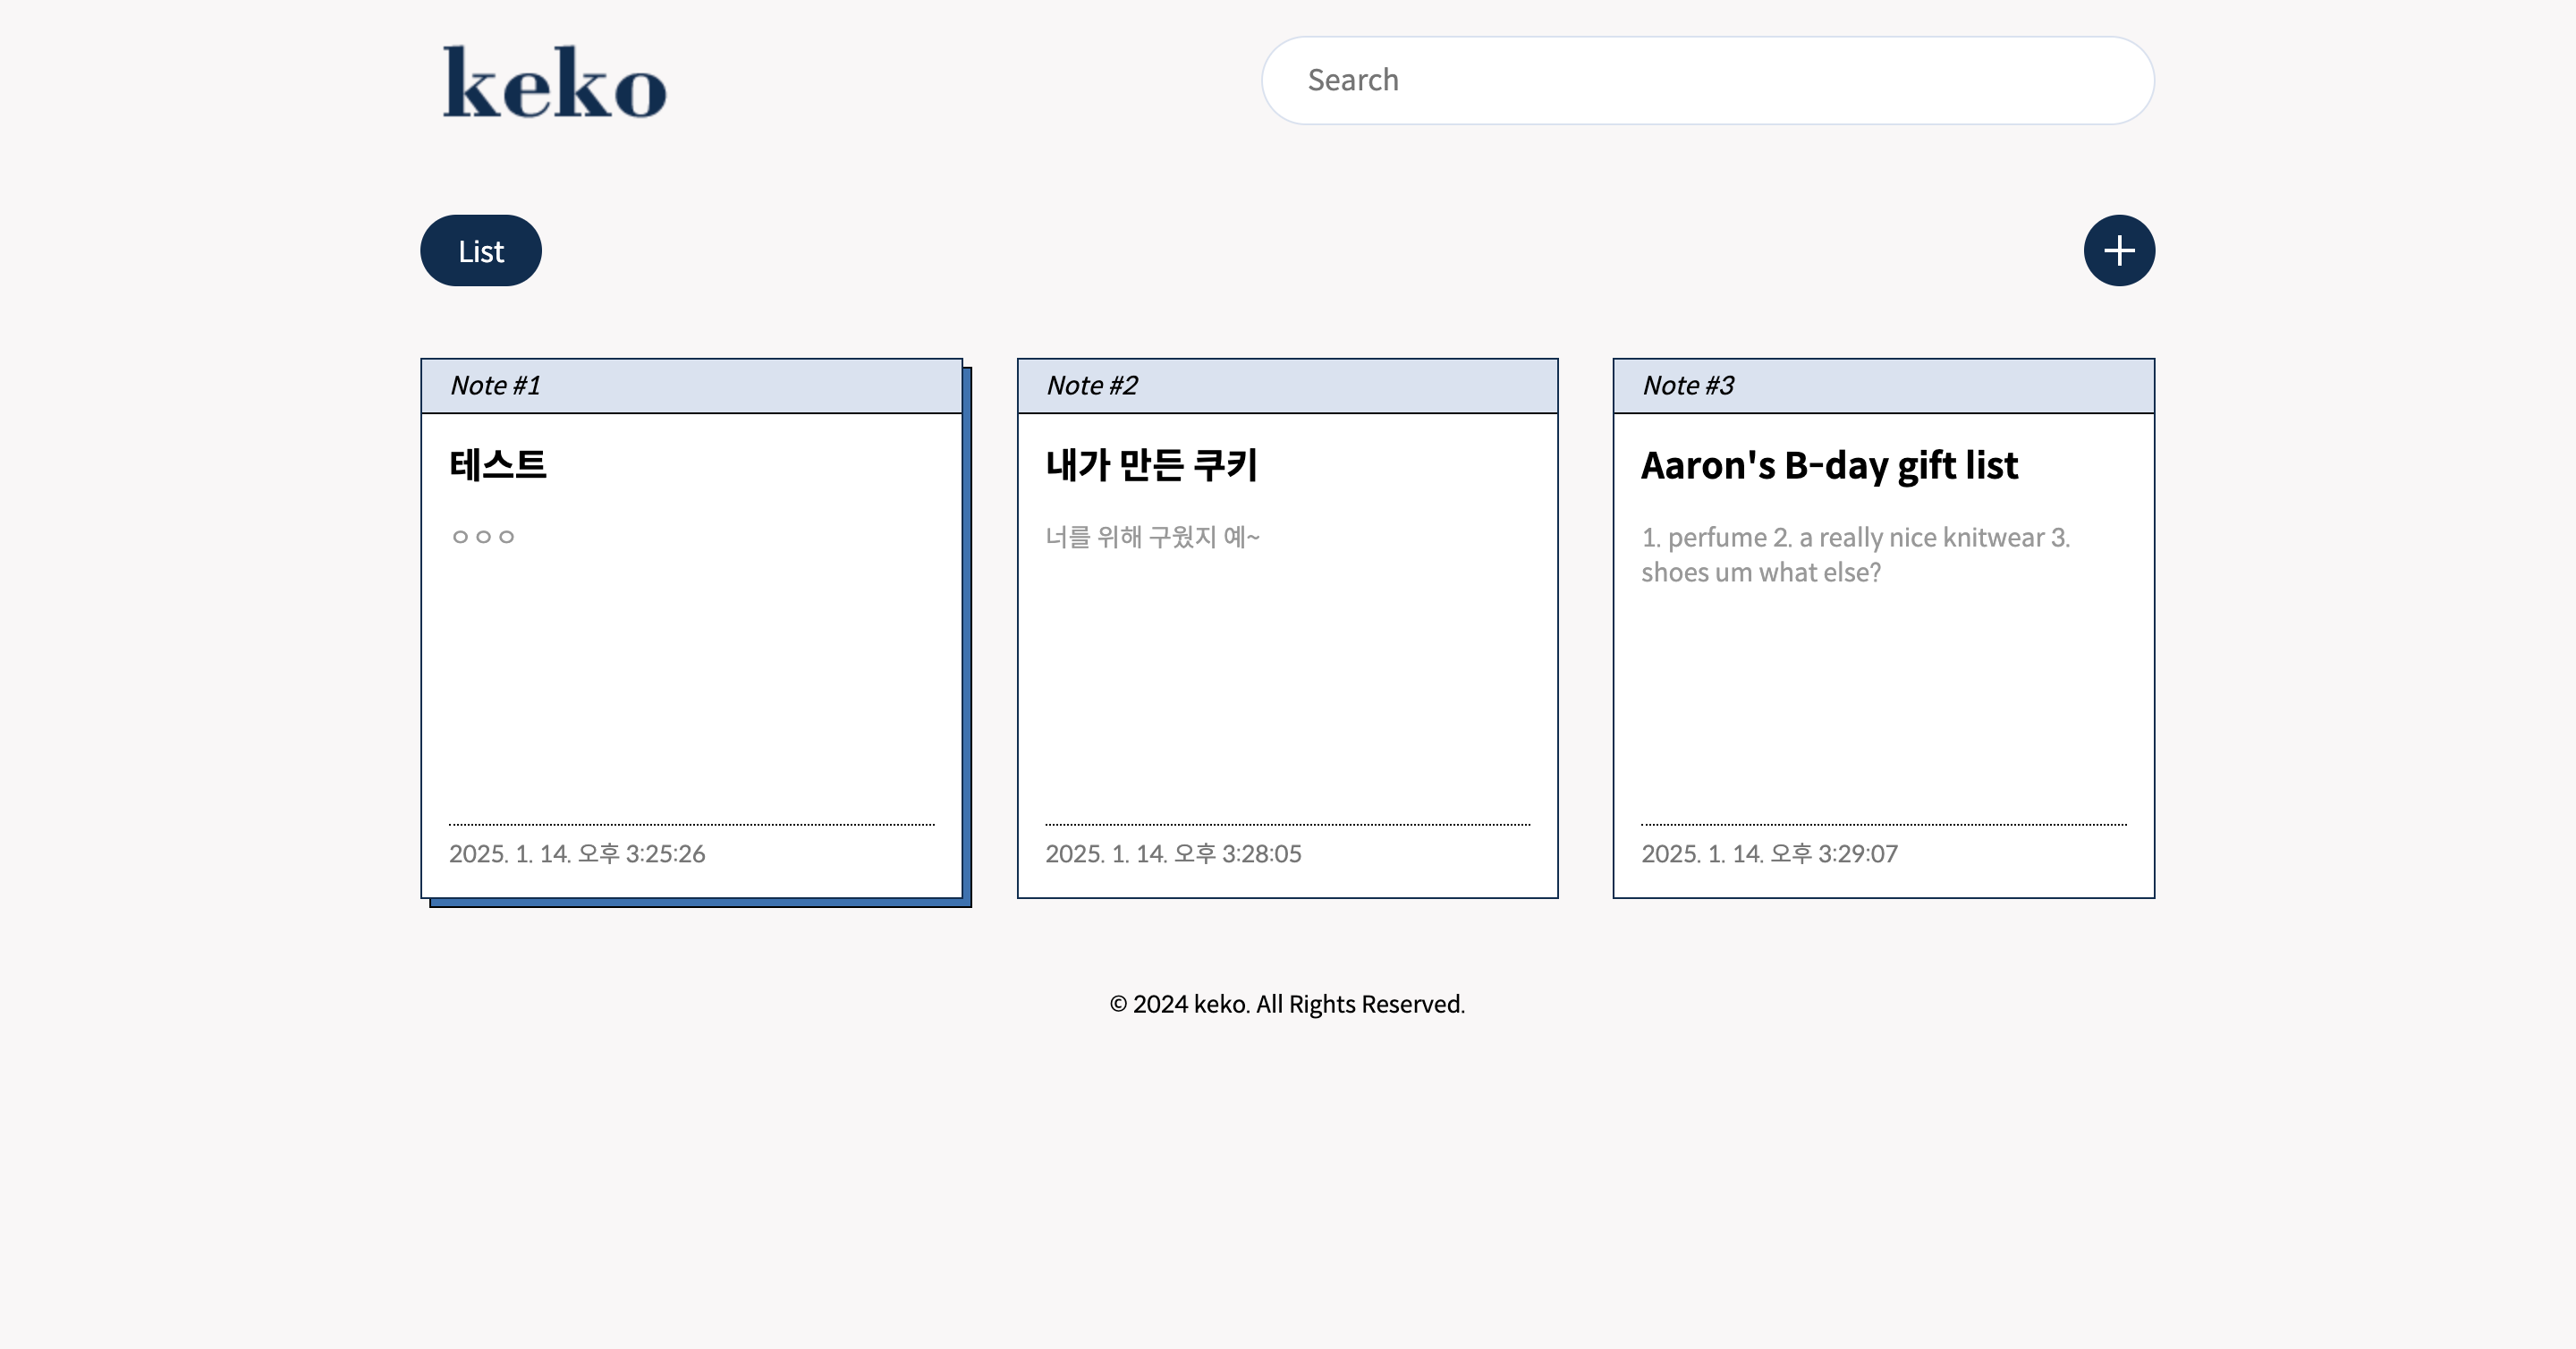 keko
Search
List
Note #1
테스트
ㅇㅇㅇ
2025. 1. 14. 오후 3:25:26
Note #2
내가 만든 쿠키
너를 위해 구웠지 예~
2025. 1. 14. 오후 3:28:05
Note #3
Aaron's B-day gift list
1. perfume 2. a really nice knitwear 3.
shoes um what else?
2025. 1. 14. 오후 3:29:07
© 2024 keko. All Rights Reserved.